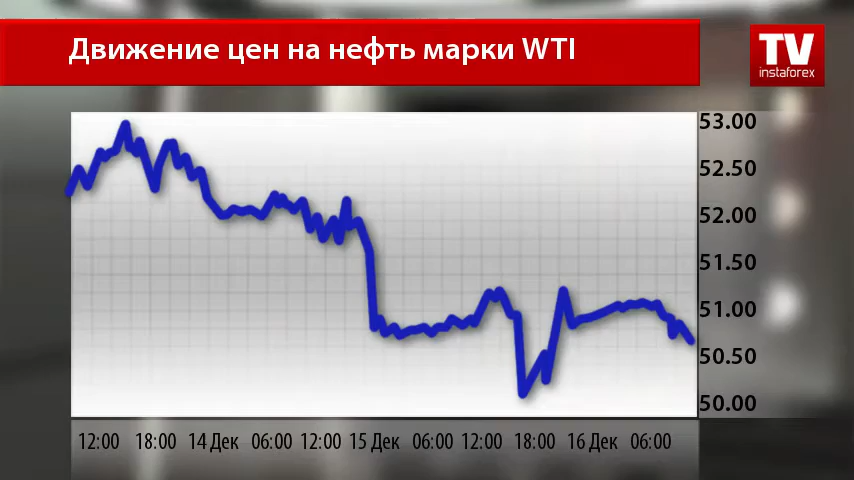 Движение цен на нефть марки WTI
TV
instaforex
53.00
52.50
52.00
51.50
51.00
50.50
50.00
12:00 18:00 14 Дек 06:00 12:00 15 Дек 06:00 12:00 18:00 16 Дек 06:00